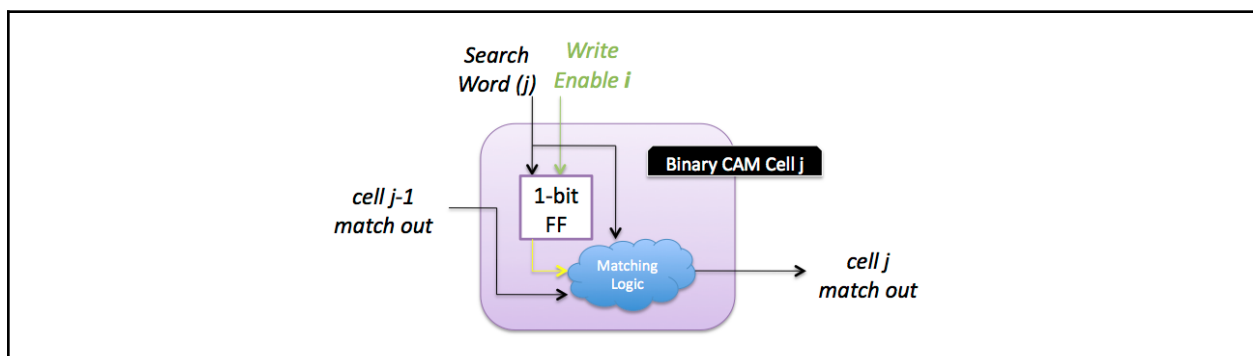 Search
Word (j)
Write
Enable i
Binary CAM Cell j
1-bit
FF
cell j-1
match out
Matching
Logic
cell j
match out